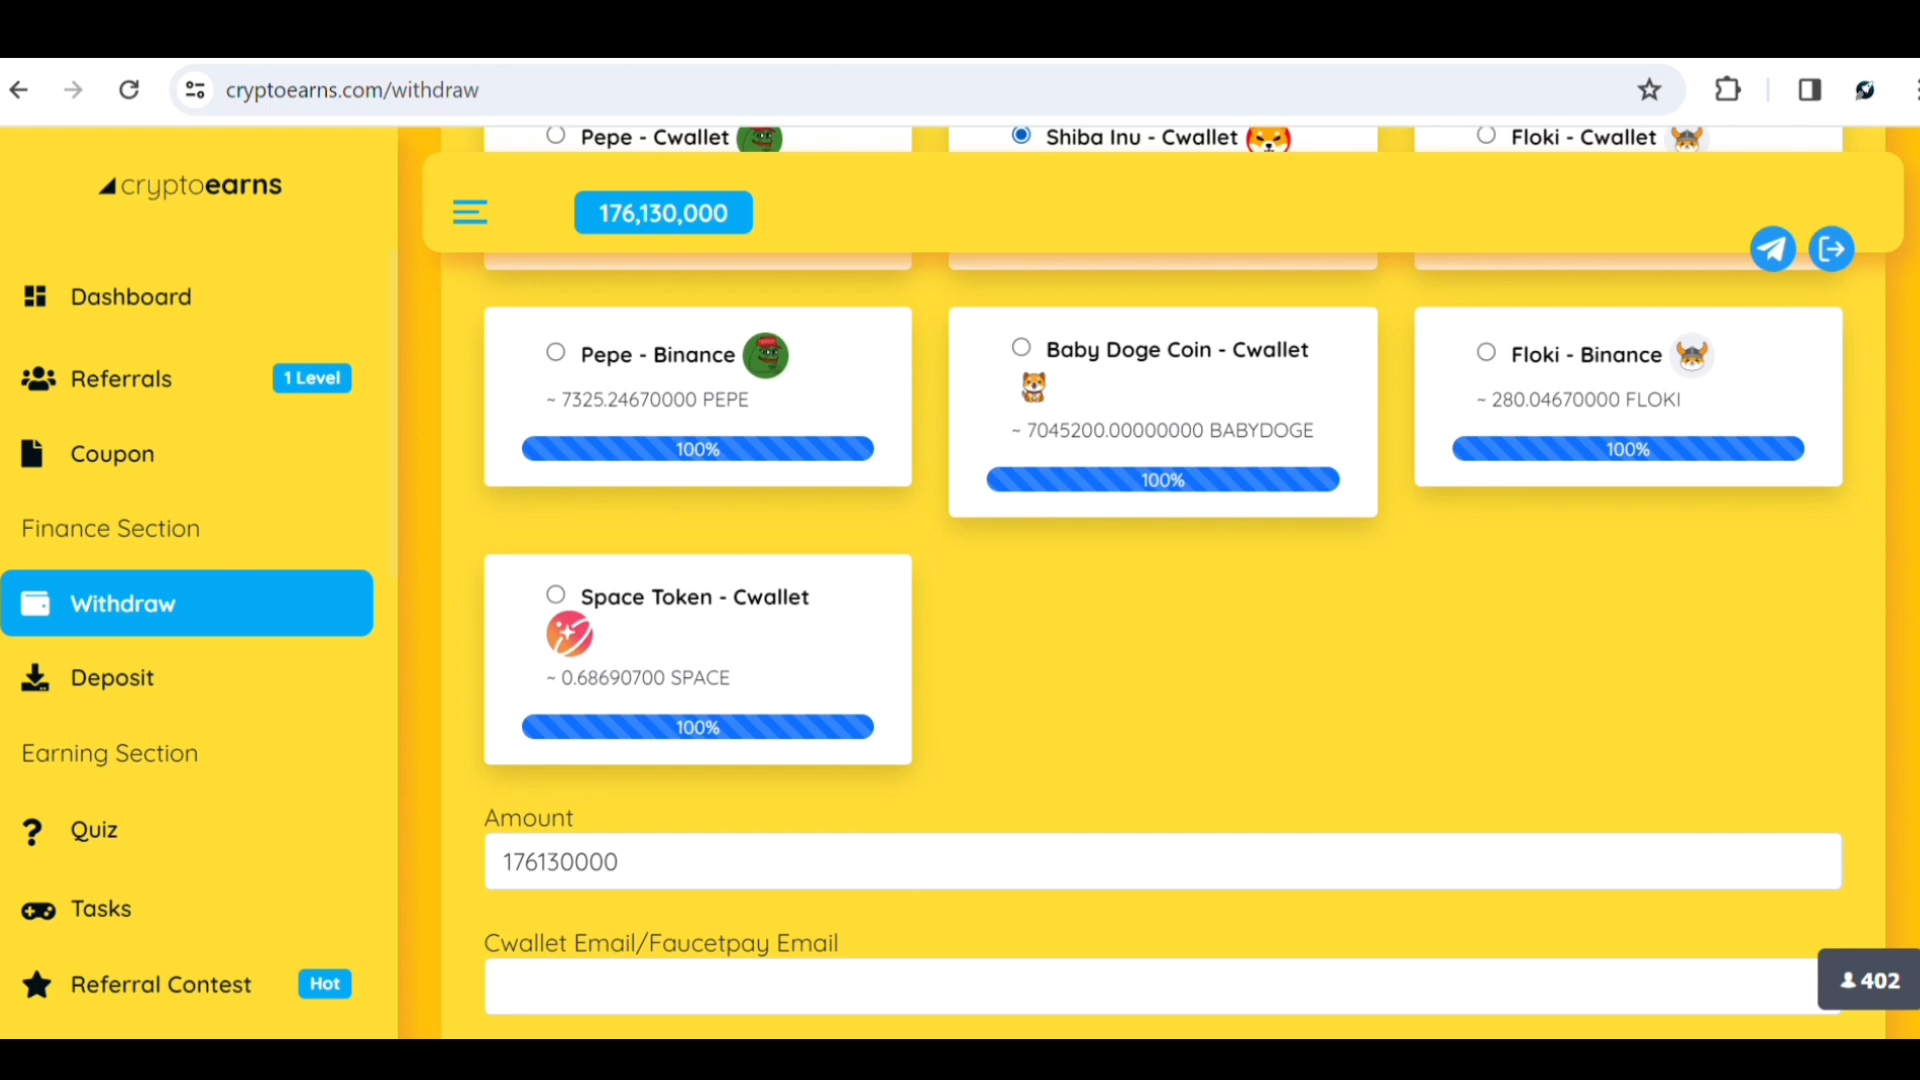 cryptoearns.com/withdraw
Pepe - Cwallet
Shiba Inu - Cwallet
Floki - Cwallet
cryptoearns
176,130,000
Dashboard
Referrals
1 Level
Coupon
Finance Section
Withdraw
Deposit
Earning Section
Quiz
Tasks
Referral Contest
Hot
Pepe - Binance
~ 7325.24670000 PEPE
100%
Baby Doge Coin - Cwallet
~ 7045200.00000000 BABYDOGE
100%
Floki - Binance
~ 280.04670000 FLOKI
100%
Space Token - Cwallet
~ 0.68690700 SPACE
100%
Amount
176130000
Cwallet Email/Faucetpay Email
402